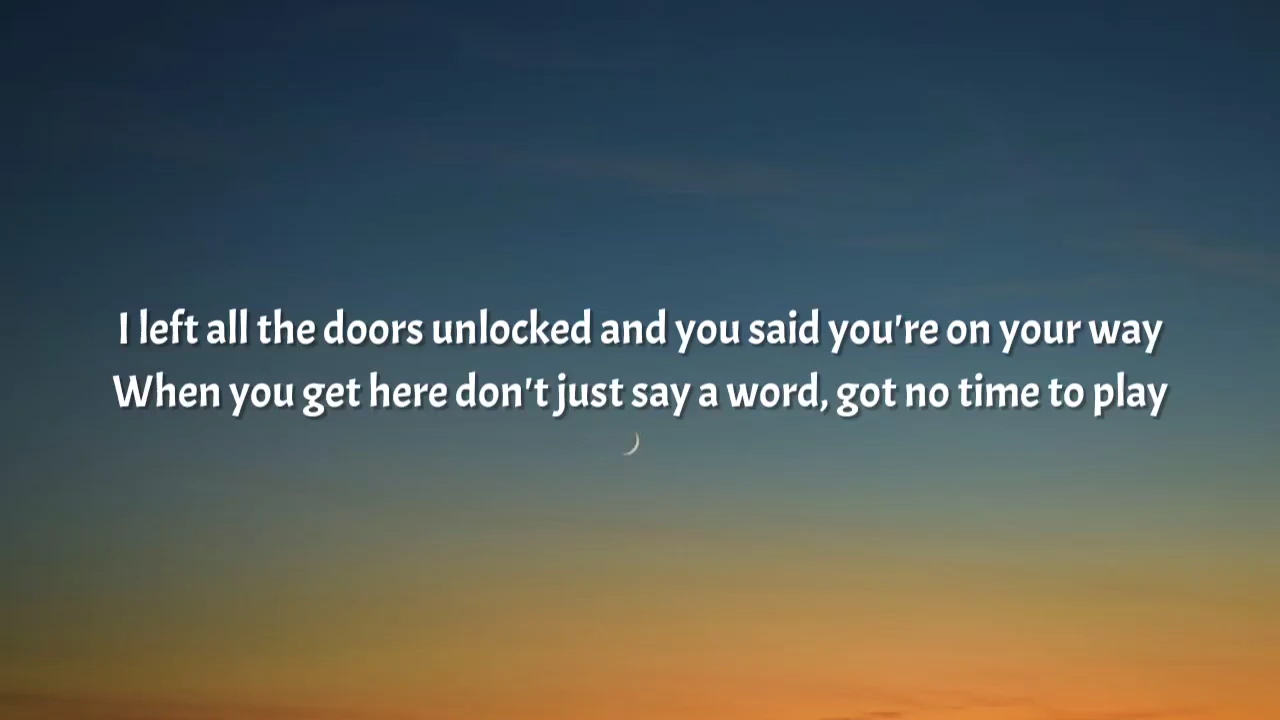 I left all the doors unlocked and you said you're on your way
When you get here don't just say a word, got no time to play